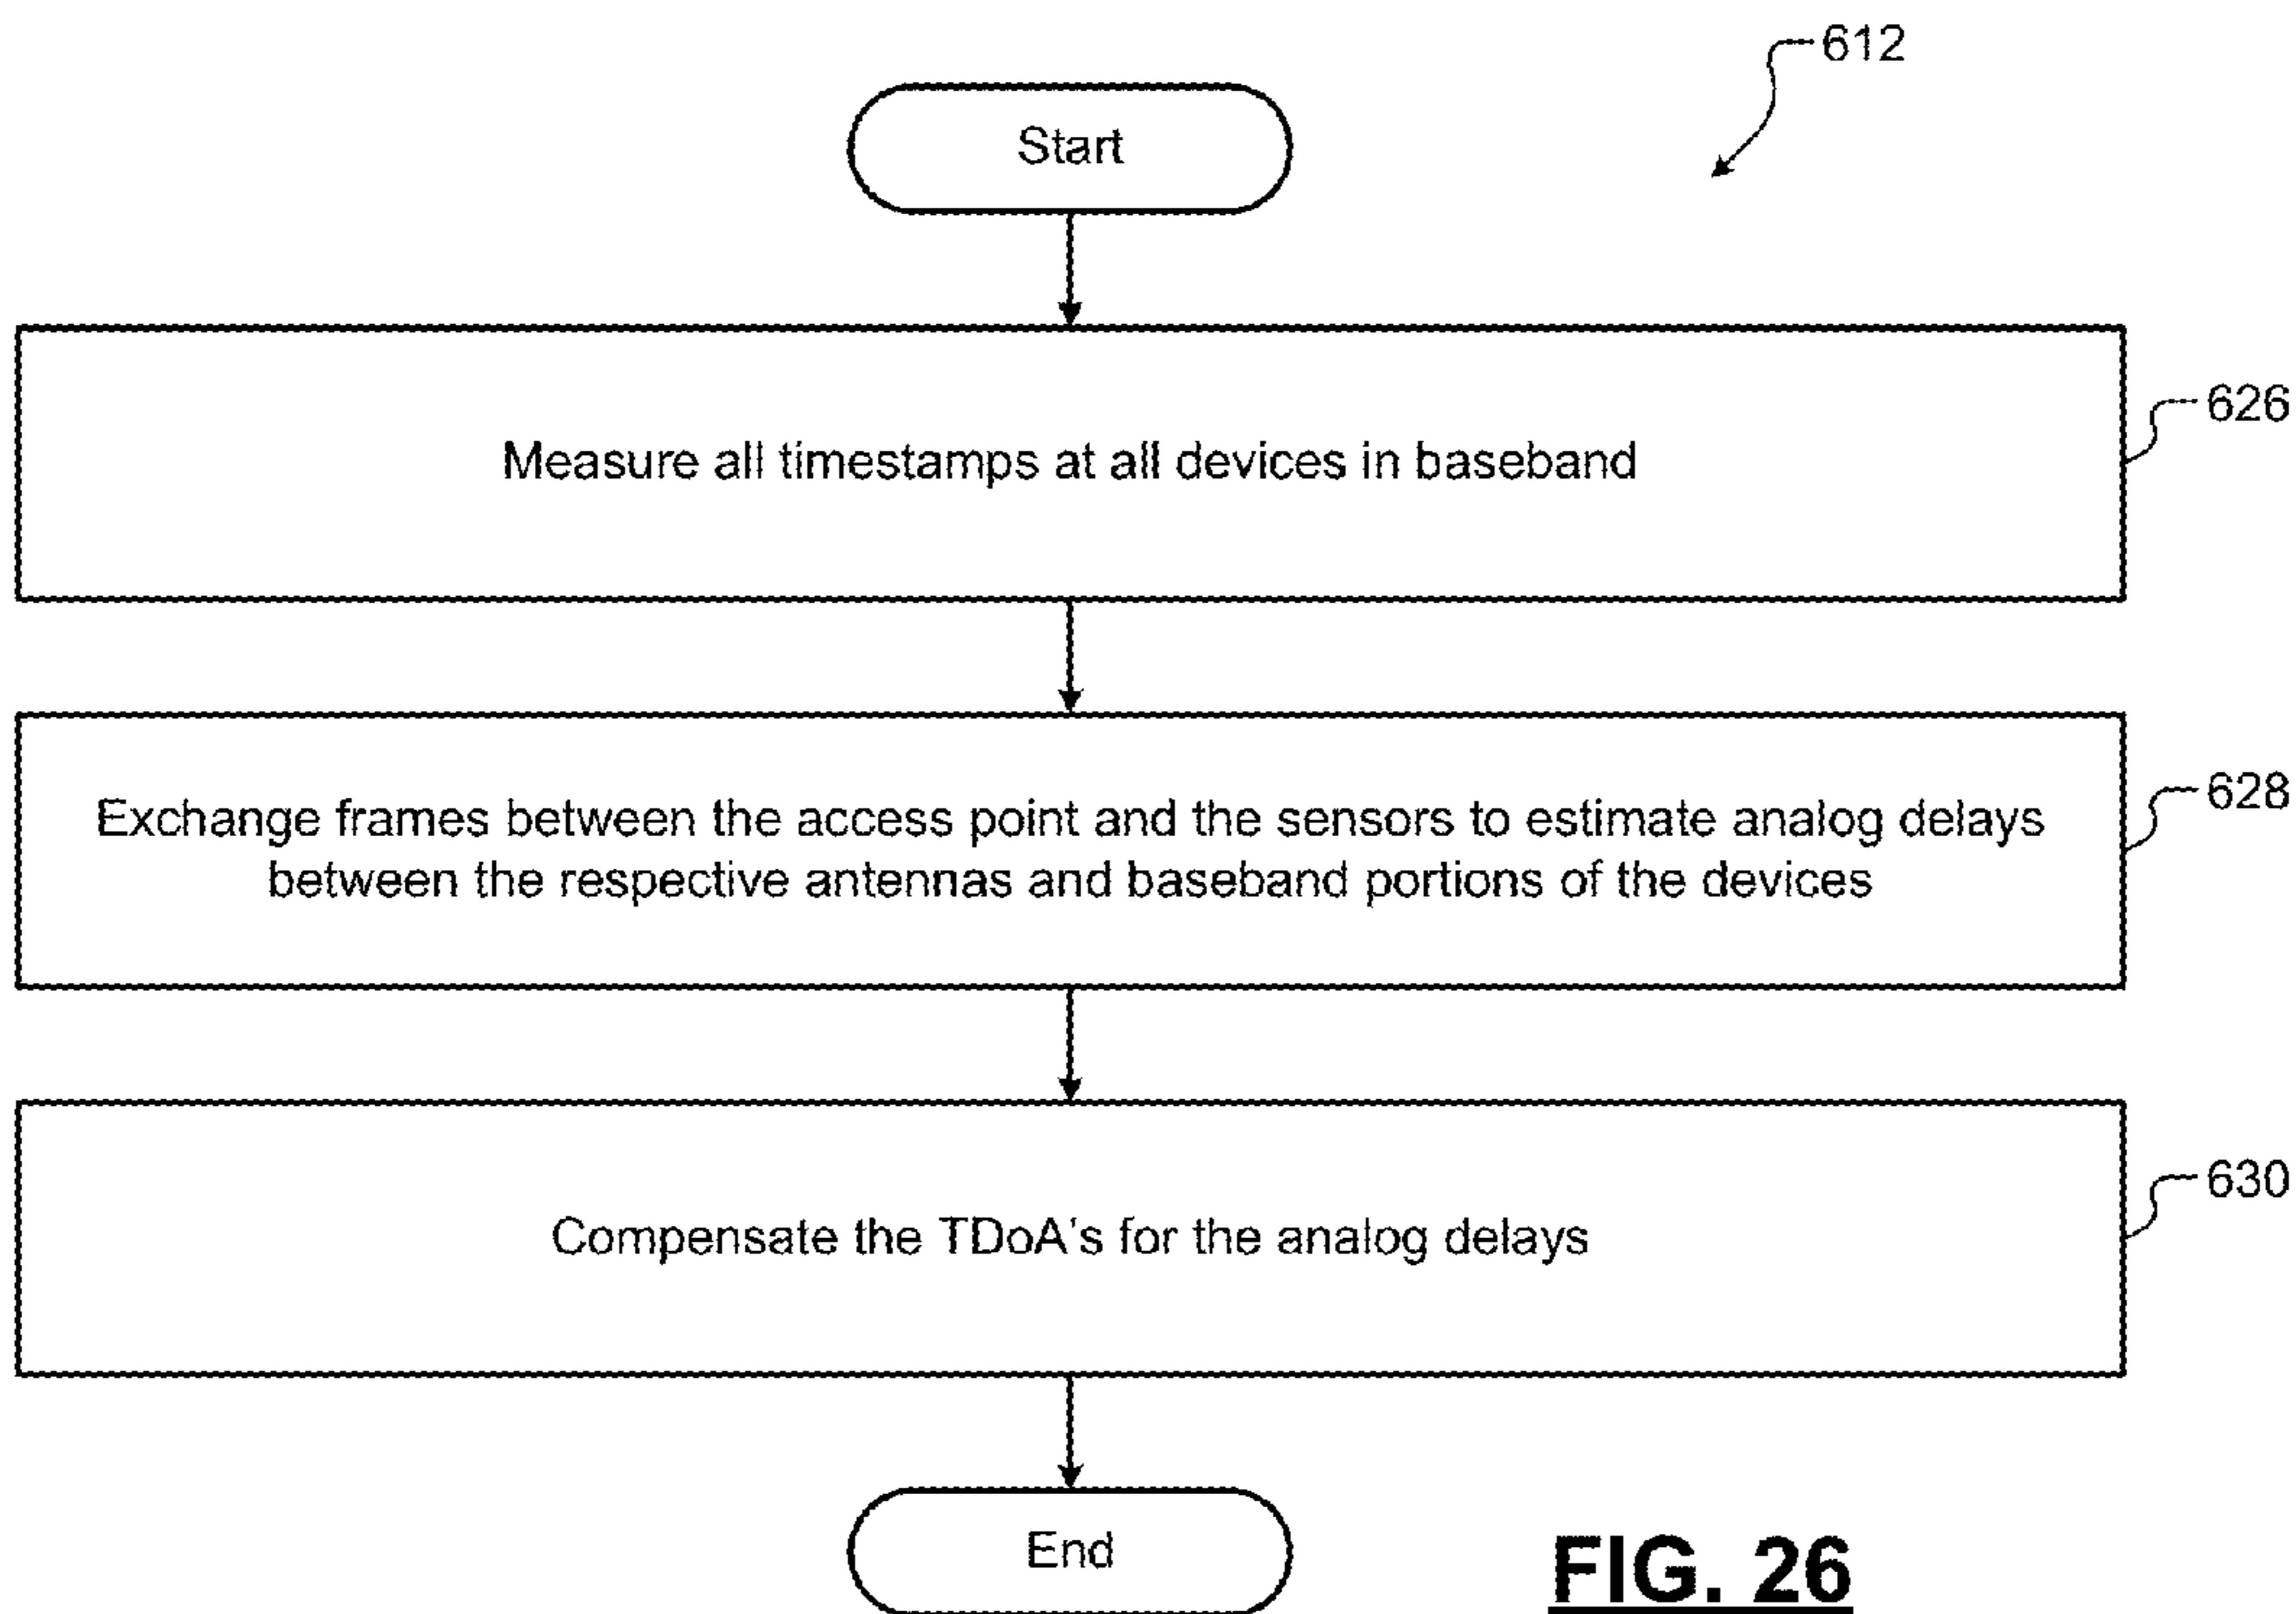 612
Start
Measure all timestamps at all devices in baseband
626
Exchange frames between the access point and the sensors to estimate analog delays
between the respective antennas and baseband portions of the devices
628
Compensate the TDoA's for the analog delays
630
End
FIG. 26